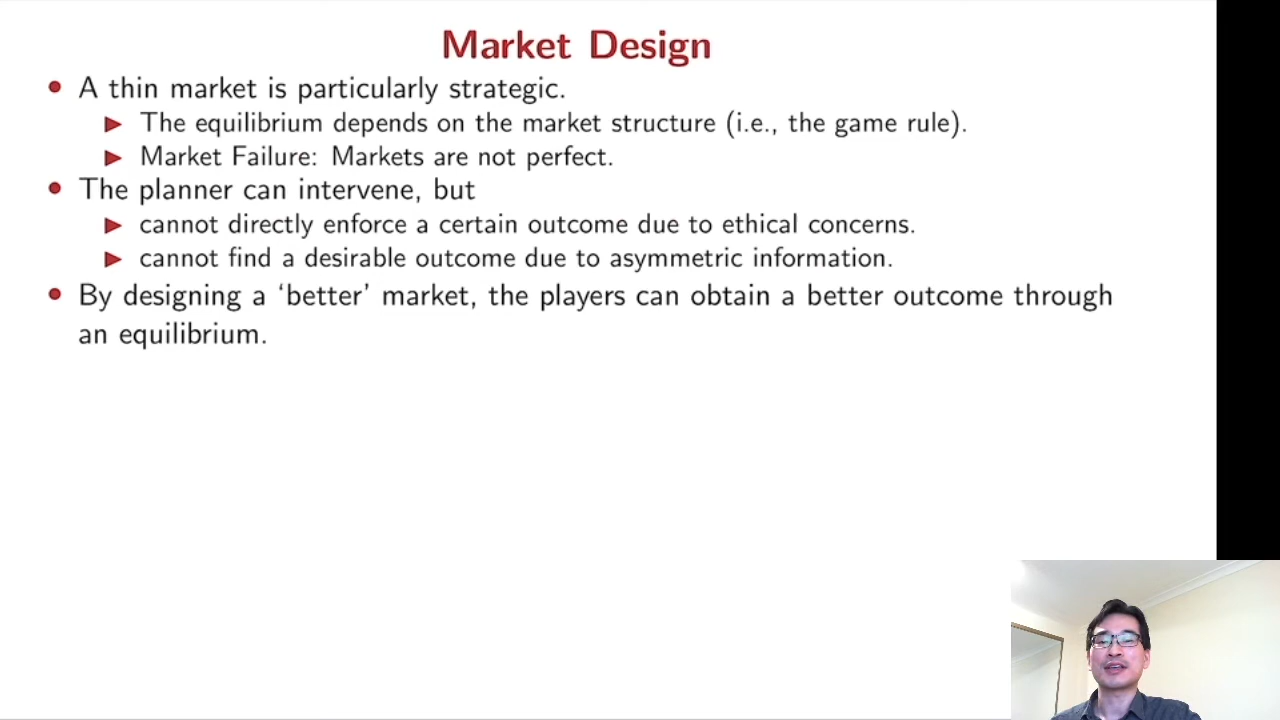 Market Design
• A thin market is particularly strategic.
▶ The equilibrium depends on the market structure (i.e., the game rule).
▶ Market Failure: Markets are not perfect.
• The planner can intervene, but
▶ cannot directly enforce a certain outcome due to ethical concerns.
▶ cannot find a desirable outcome due to asymmetric information.
• By designing a ‘better’ market, the players can obtain a better outcome through
an equilibrium.